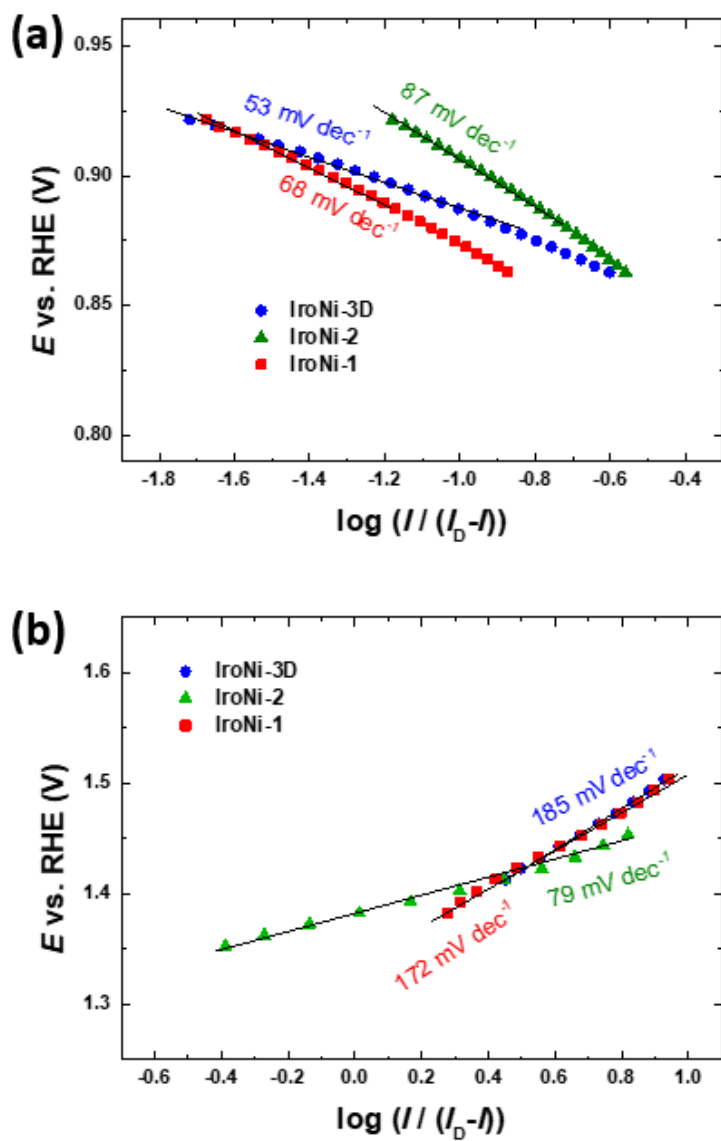 (a)
0.95
0.90
0.85
0.80
E vs. RHE (V)
53 mV dec⁻¹
87 mV dec⁻¹
68 mV dec⁻¹
IroNi-3D
IroNi-2
IroNi-1
-1.8 -1.6 -1.4 -1.2 -1.0 -0.8 -0.6 -0.4
log (I / (I_D-I))
(b)
1.6
1.5
1.4
1.3
E vs. RHE (V)
IroNi-3D
IroNi-2
IroNi-1
185 mV dec⁻¹
79 mV dec⁻¹
172 mV dec⁻¹
-0.6 -0.4 -0.2 0.0 0.2 0.4 0.6 0.8 1.0
log (I / (I_D-I))